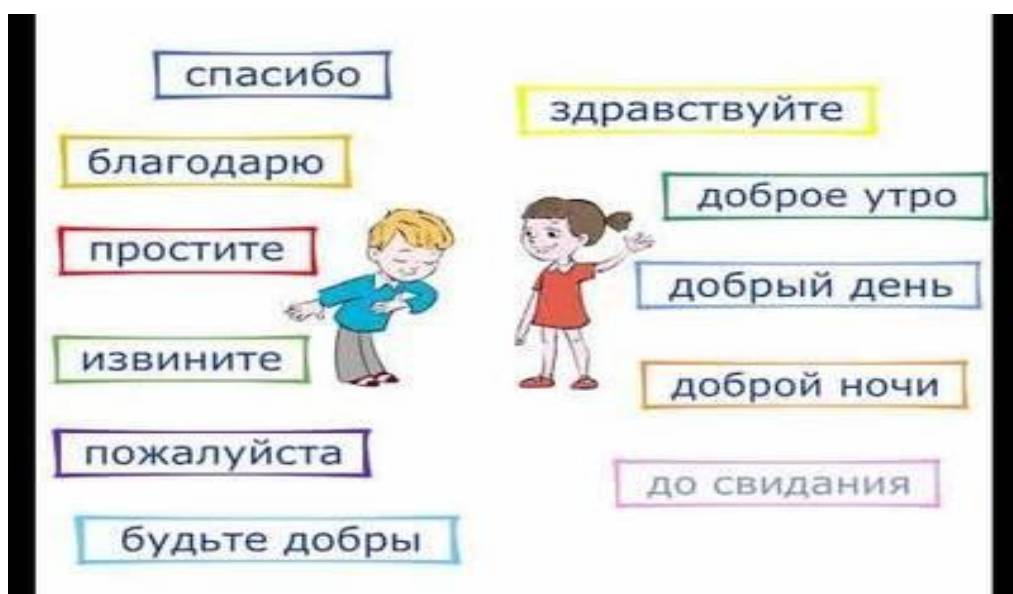 спасибо
благодарю
простите
извините
пожалуйста
будьте добры
здравствуйте
доброе утро
добрый день
доброй ночи
до свидания